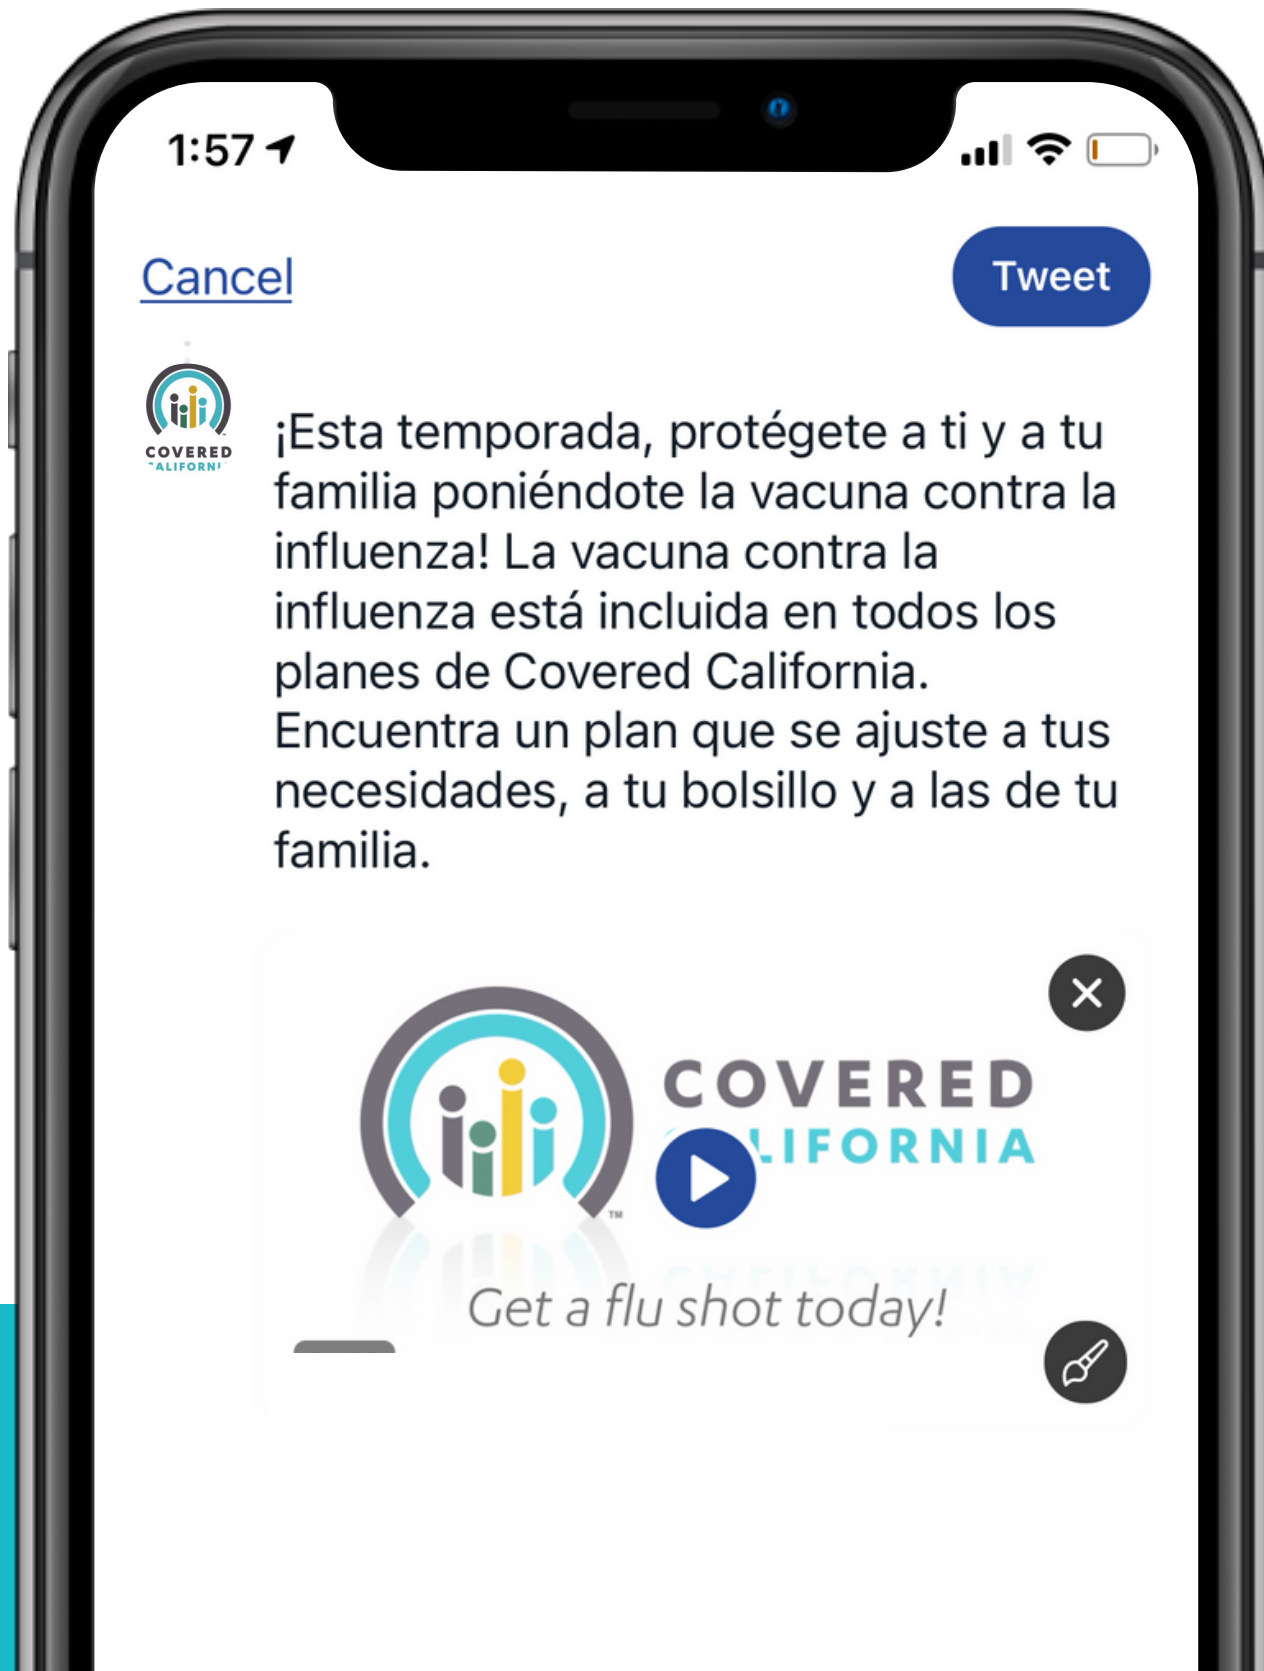 1:57
Cancel
Tweet
COVERED
¡Esta temporada, protégete a ti y a tu
familia poniéndote la vacuna contra la
influenza! La vacuna contra la
influenza está incluida en todos los
planes de Covered California.
Encuentra un plan que se ajuste a tus
necesidades, a tu bolsillo y a las de tu
familia.
COVERED
TM
Get a flu shot today!